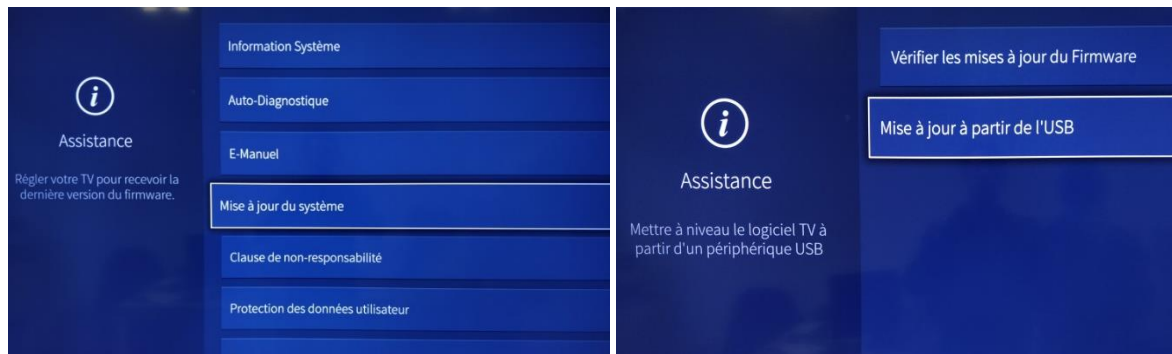 Assistance
Régler votre TV pour recevoir la
dernière version du firmware.
Information Système
Auto-Diagnostique
E-Manuel
Mise à jour du système
Clause de non-responsabilité
Protection des données utilisateur
Assistance
Mettre à niveau le logiciel TV à
partir d'un périphérique USB
Vérifier les mises à jour du Firmware
Mise à jour à partir de l'USB